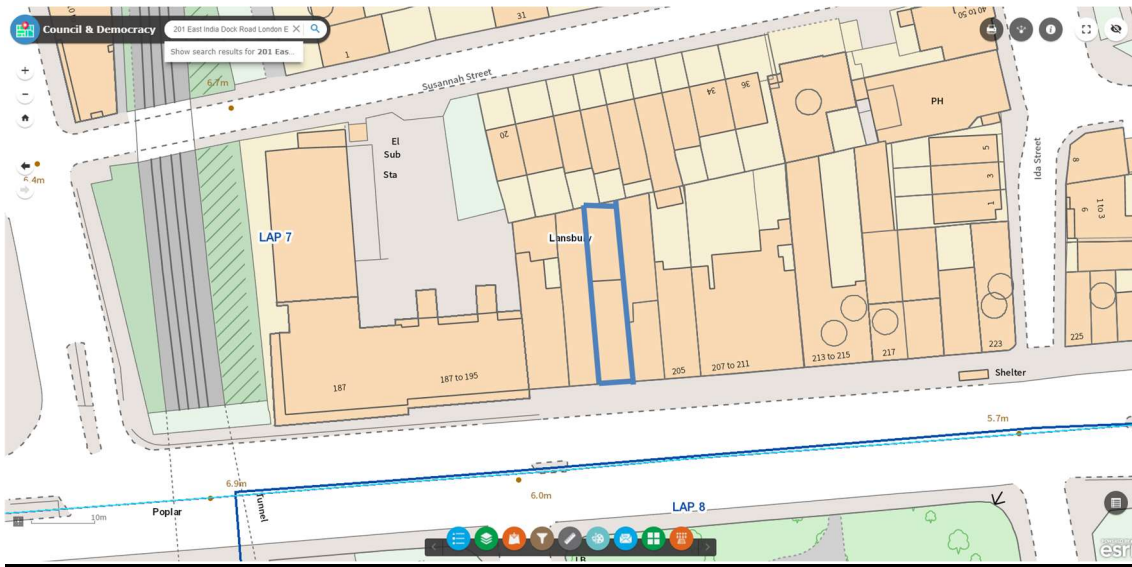 Council & Democracy
201 East India Dock Road London E
Show search results for 201 Eas...
31
40 to 50
1
6.7m
Susannah Street
34
36
PH
20
El
Sub
Sta
6.4m
Ida Street
5
3
1
8
6
1 to 3
LAP 7
Lansbury
187
187 to 195
205
207 to 211
213 to 215
217
223
225
Shelter
5.7m
6.9m
6.0m
Poplar
Tunnel
10m
LAP 8
LB
esri